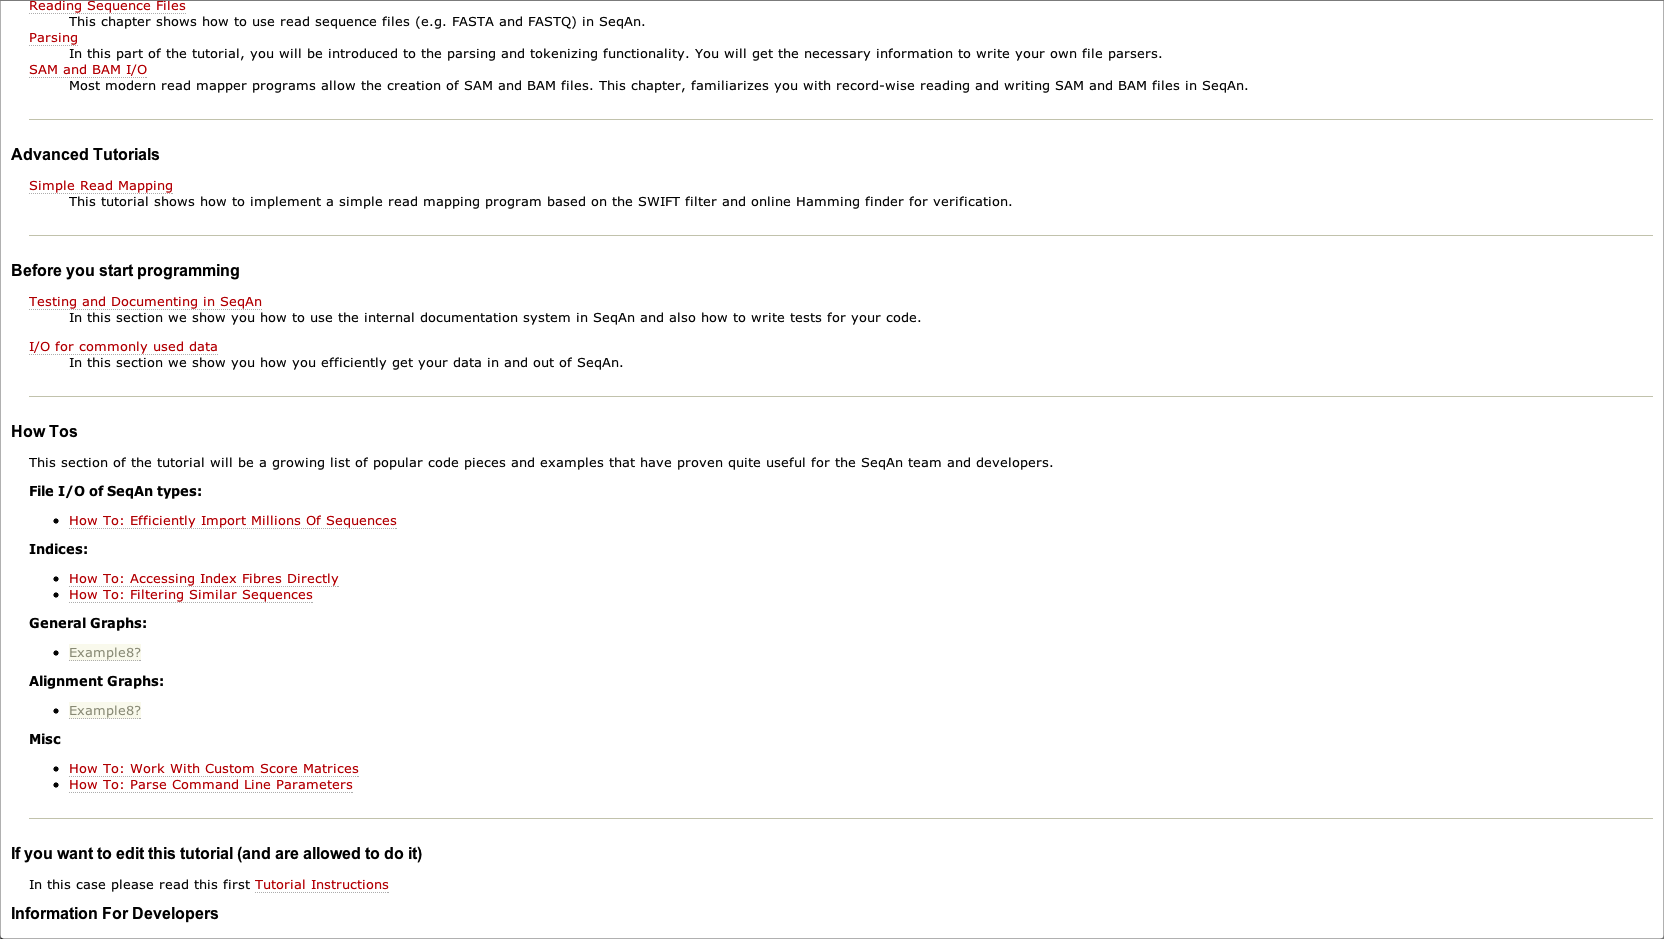 Reading Sequence Files
This chapter shows how to use read sequence files (e.g. FASTA and FASTQ) in SeqAn.
Parsing
In this part of the tutorial, you will be introduced to the parsing and tokenizing functionality. You will get the necessary information to write your own file parsers.
SAM and BAM I/O
Most modern read mapper programs allow the creation of SAM and BAM files. This chapter, familiarizes you with record-wise reading and writing SAM and BAM files in SeqAn.
Advanced Tutorials
Simple Read Mapping
This tutorial shows how to implement a simple read mapping program based on the SWIFT filter and online Hamming finder for verification.
Before you start programming
Testing and Documenting in SeqAn
In this section we show you how to use the internal documentation system in SeqAn and also how to write tests for your code.
I/O for commonly used data
In this section we show you how you efficiently get your data in and out of SeqAn.
How Tos
This section of the tutorial will be a growing list of popular code pieces and examples that have proven quite useful for the SeqAn team and developers.
File I/O of SeqAn types:
• How To: Efficiently Import Millions Of Sequences
Indices:
• How To: Accessing Index Fibres Directly
• How To: Filtering Similar Sequences
General Graphs:
• Example8?
Alignment Graphs:
• Example8?
Misc
• How To: Work With Custom Score Matrices
• How To: Parse Command Line Parameters
If you want to edit this tutorial (and are allowed to do it)
In this case please read this first Tutorial Instructions
Information For Developers